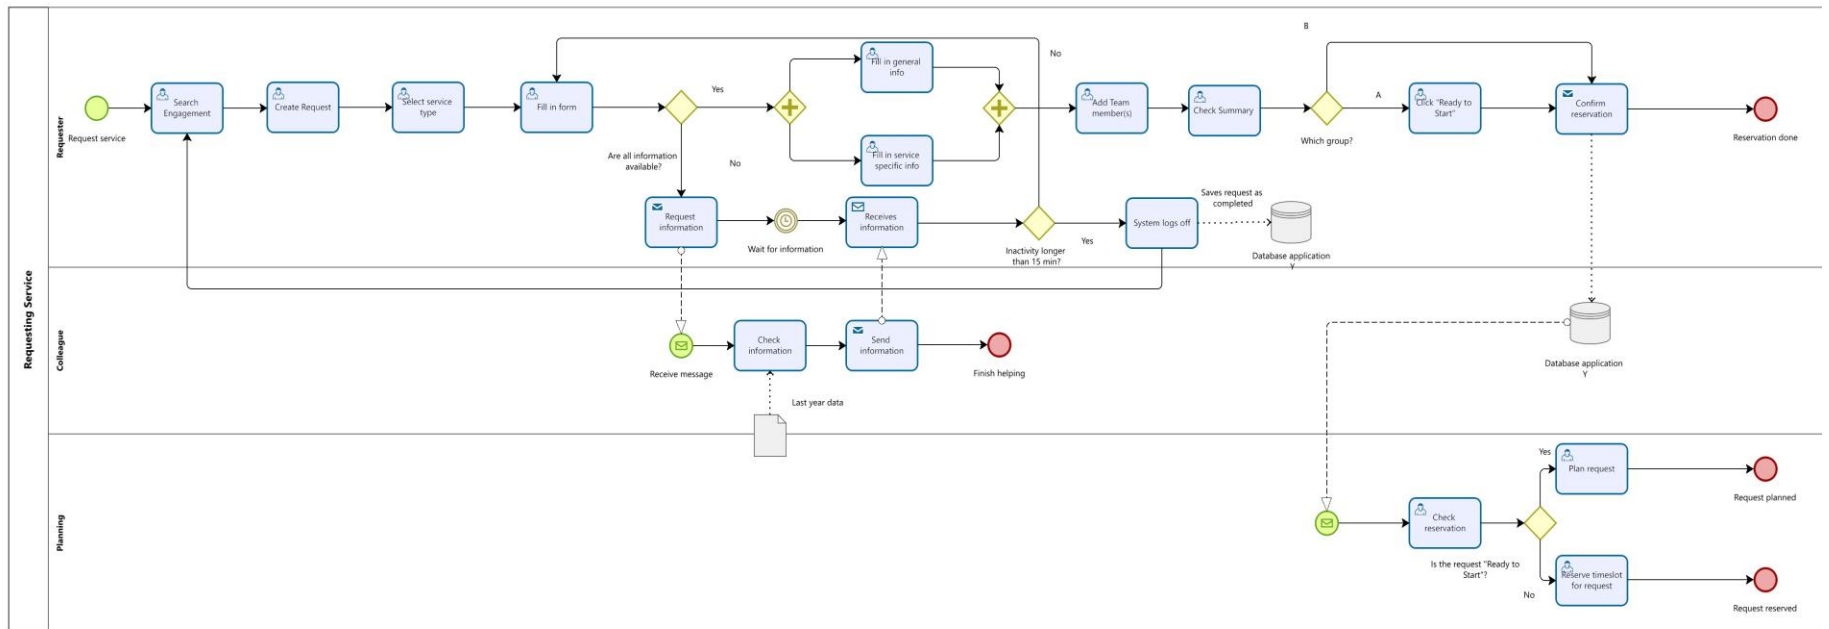 Requesting Service
Requester
Request service
Search
Engagement
Create Request
Select service
type
Fill in form
Are all information
available?
Yes
No
Fill in general
info
Fill in service
specific info
No
Add Team
member(s)
Check Summary
Which group?
B
A
Click "Ready to
Start"
Confirm
reservation
Reservation done
Request
information
Wait for information
Receives
information
Inactivity longer
than 15 min?
Yes
System logs off
Saves request as
completed
Database application
Y
Colleague
Receive message
Check
information
Send
information
Finish helping
Last year data
Database application
Y
Planning
Check
reservation
Is the request "Ready to
Start"?
Yes
Plan request
Request planned
No
Reserve timeslot
for request
Request reserved